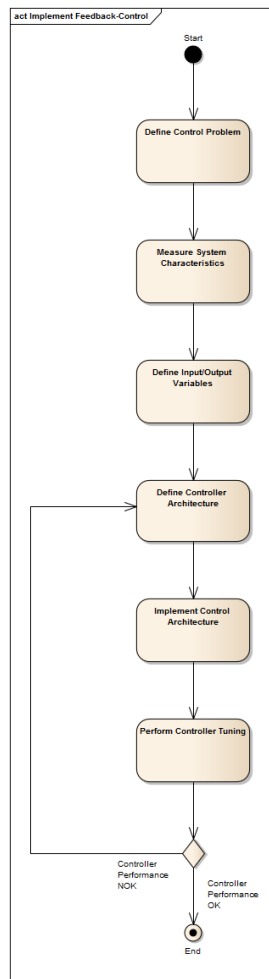 act Implement Feedback-Control
Start
Define Control Problem
Measure System
Characteristics
Define Input/Output
Variables
Define Controller
Architecture
Implement Control
Architecture
Perform Controller Tuning
Controller
Performance
NOK
Controller
Performance
OK
End